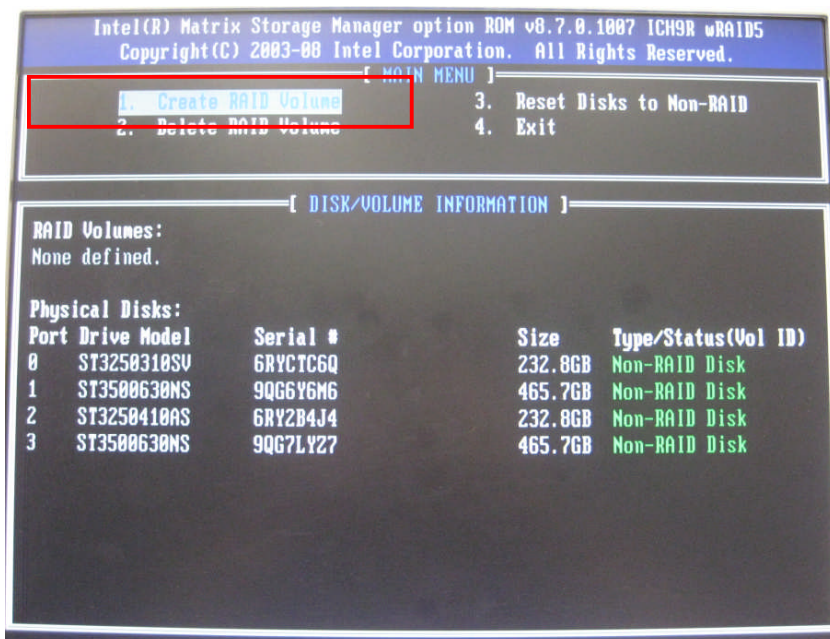 Intel(R) Matrix Storage Manager option ROM v8.7.0.1007 ICH9R wRAID5
Copyright(C) 2003-08 Intel Corporation. All Rights Reserved.
[ MAIN MENU ]
1. Create RAID Volume 3. Reset Disks to Non-RAID
2. Delete RAID Volume 4. Exit
[ DISK/VOLUME INFORMATION ]
RAID Volumes:
None defined.
Physical Disks:
Port Drive Model Serial # Size Type/Status(Vol ID)
0 ST3250310SV 6RYCTC6Q 232.8GB Non-RAID Disk
1 ST3500630NS 9QG6Y6M6 465.7GB Non-RAID Disk
2 ST3250410AS 6RY2B4J4 232.8GB Non-RAID Disk
3 ST3500630NS 9QG7LYZ7 465.7GB Non-RAID Disk